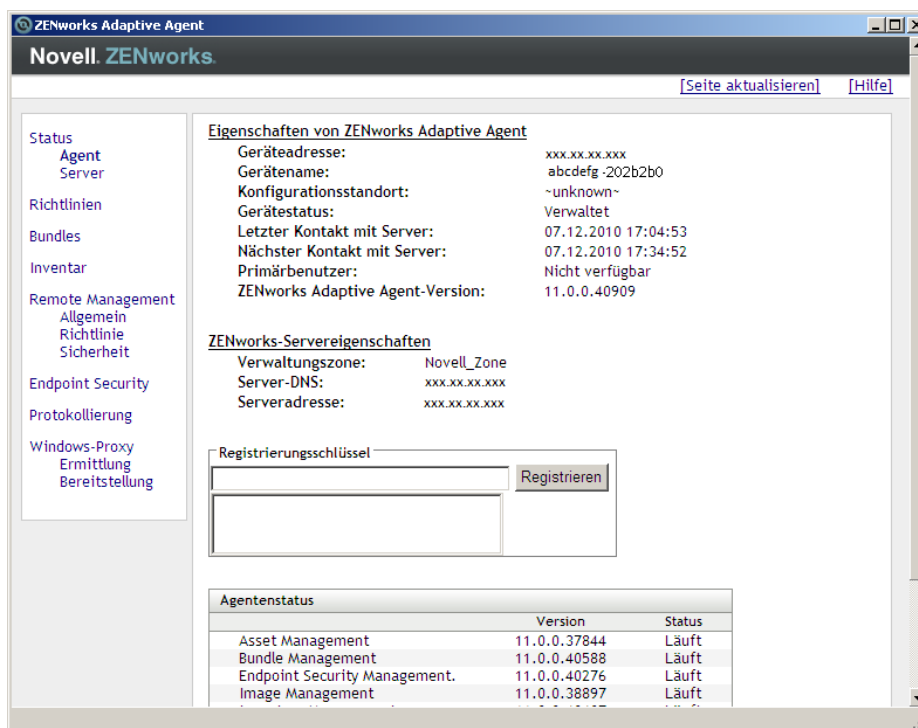 ZENworks Adaptive Agent
Novell. ZENworks.
[Seite aktualisieren] [Hilfe]
Status
Agent
Server
Richtlinien
Bundles
Inventar
Remote Management
Allgemein
Richtlinie
Sicherheit
Endpoint Security
Protokollierung
Windows-Proxy
Ermittlung
Bereitstellung
Eigenschaften von ZENworks Adaptive Agent
Geräteadresse: xxx.xx.xx.xxx
Gerätename: abcdefg -202b2b0
Konfigurationsstandort: ~unknown~
Gerätestatus: Verwaltet
Letzter Kontakt mit Server: 07.12.2010 17:04:53
Nächster Kontakt mit Server: 07.12.2010 17:34:52
Primärbenutzer: Nicht verfügbar
ZENworks Adaptive Agent-Version: 11.0.0.40909
ZENworks-Servereigenschaften
Verwaltungszone: Novell_Zone
Server-DNS: xxx.xx.xx.xxx
Serveradresse: xxx.xx.xx.xxx
Registrierungsschlüssel
Registrieren
Agentenstatus
Version Status
Asset Management 11.0.0.37844 Läuft
Bundle Management 11.0.0.40588 Läuft
Endpoint Security Management. 11.0.0.40276 Läuft
Image Management 11.0.0.38897 Läuft